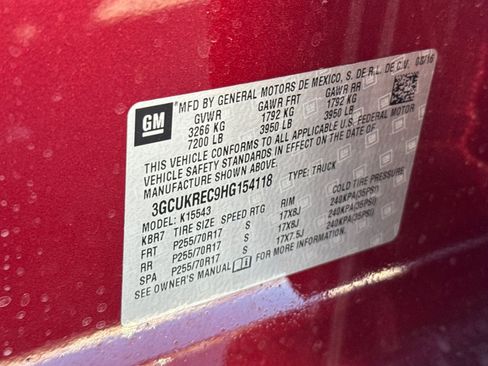 GM
MFD BY GENERAL MOTORS DE MEXICO, S. DE R.L. DE C.V. 08/16
GVWR GAWR FRT GAWR RR
3266 KG 1792 KG 1792 KG
7200 LB 3950 LB 3950 LB
THIS VEHICLE CONFORMS TO ALL APPLICABLE U.S. FEDERAL MOTOR
VEHICLE SAFETY STANDARDS IN EFFECT ON THE DATE OF
MANUFACTURE SHOWN ABOVE.
3GCUKREC9HG154118 TYPE: TRUCK
MODEL: K15543
KBR7 TIRE SIZE SPEED RTG RIM COLD TIRE PRESSURE
FRT P255/70R17 S 17X8J 240KPA(35PSI)
RR P255/70R17 S 17X8J 240KPA(35PSI)
SPA P255/70R17 S 17X7.5J 240KPA(35PSI)
SEE OWNER'S MANUAL FOR MORE INFORMATION.